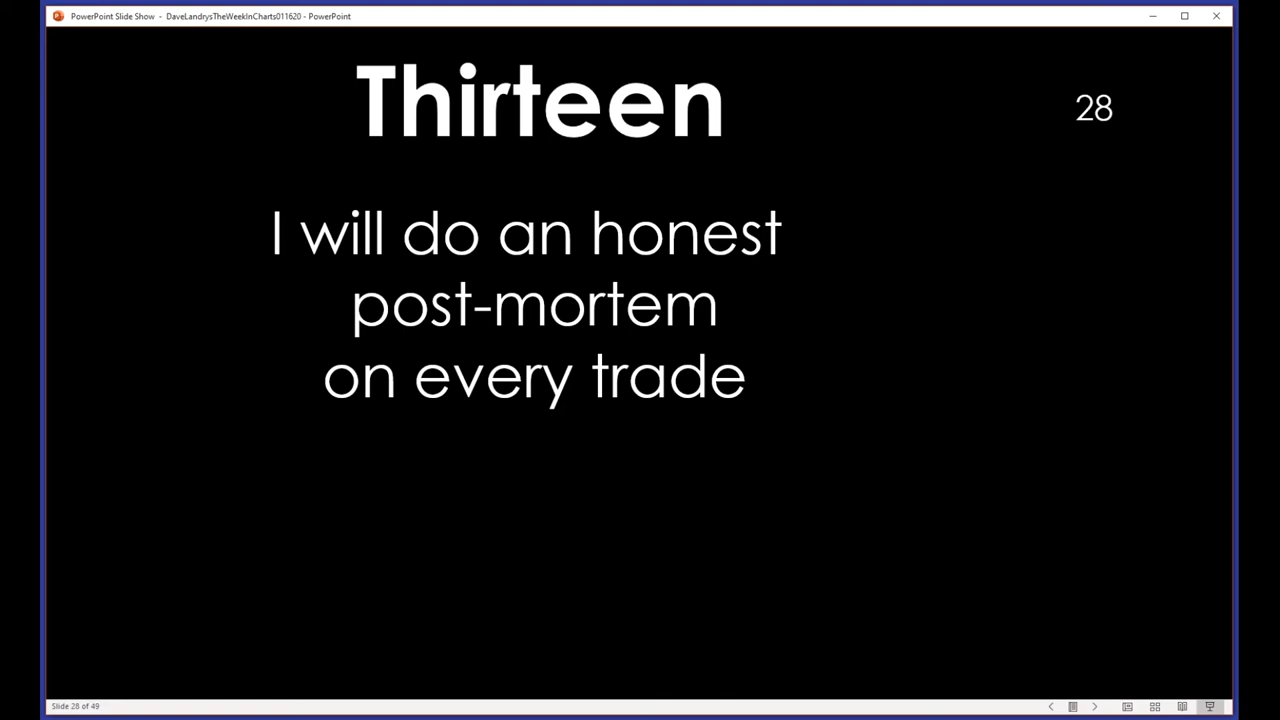 PowerPoint Slide Show - DaveLandrysTheWeekInCharts011620 - PowerPoint
Thirteen
28
I will do an honest
post-mortem
on every trade
Slide 28 of 49